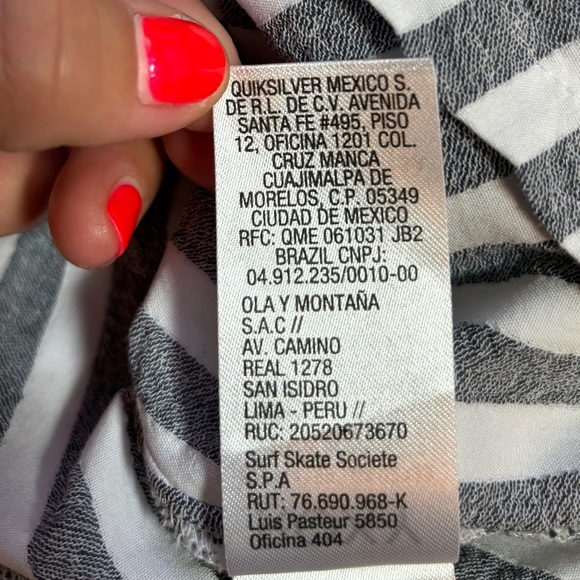 QUIKSILVER MEXICO S.
DE R.L. DE C.V. AVENIDA
SANTA FE #495, PISO
12, OFICINA 1201 COL.
CRUZ MANCA
CUAJIMALPA DE
MORELOS, C.P. 05349
CIUDAD DE MEXICO
RFC: QME 061031 JB2
BRAZIL CNPJ:
04.912.235/0010-00
OLA Y MONTAÑA
S.A.C //
AV. CAMINO
REAL 1278
SAN ISIDRO
LIMA - PERU //
RUC: 20520673670
Surf Skate Societe
S.P.A
RUT: 76.690.968-K
Luis Pasteur 5850
Oficina 404